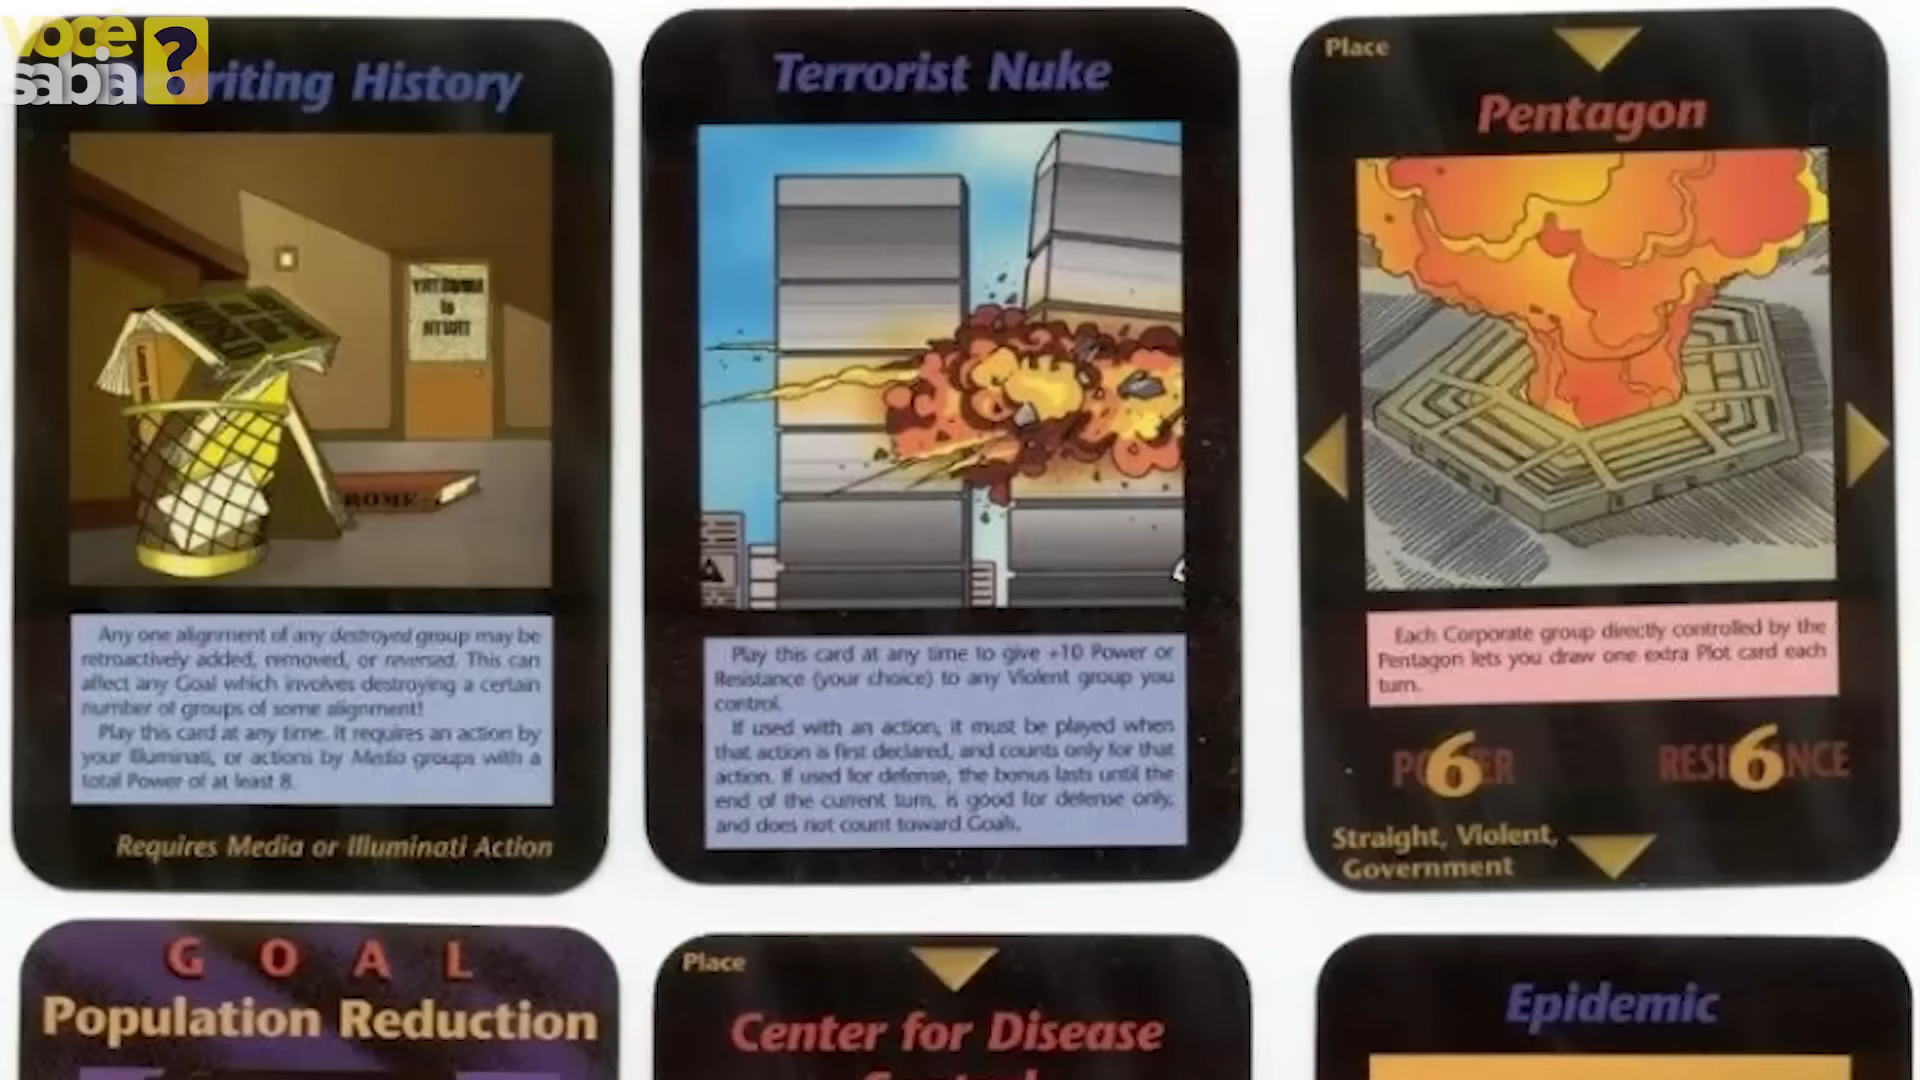 você
sabia?
riting History
HISTORY
of
TRUTH
ROME
Any one alignment of any destroyed group may be
retroactively added, removed, or reversed. This can
affect any Goal which involves destroying a certain
number of groups of some alignment!
Play this card at any time. It requires an action by
your Illuminati, or actions by Media groups with a
total Power of at least 8.
Requires Media or Illuminati Action
Terrorist Nuke
Play this card at any time to give +10 Power or
Resistance (your choice) to any Violent group you
control.
If used with an action, it must be played when
that action is first declared, and counts only for that
action. If used for defense, the bonus lasts until the
end of the current turn, is good for defense only,
and does not count toward Goals.
Place
Pentagon
Each Corporate group directly controlled by the
Pentagon lets you draw one extra Plot card each
turn.
POWER 6
RESISTANCE 6
Straight, Violent,
Government
GOAL
Population Reduction
Place
Center for Disease
Control
Epidemic